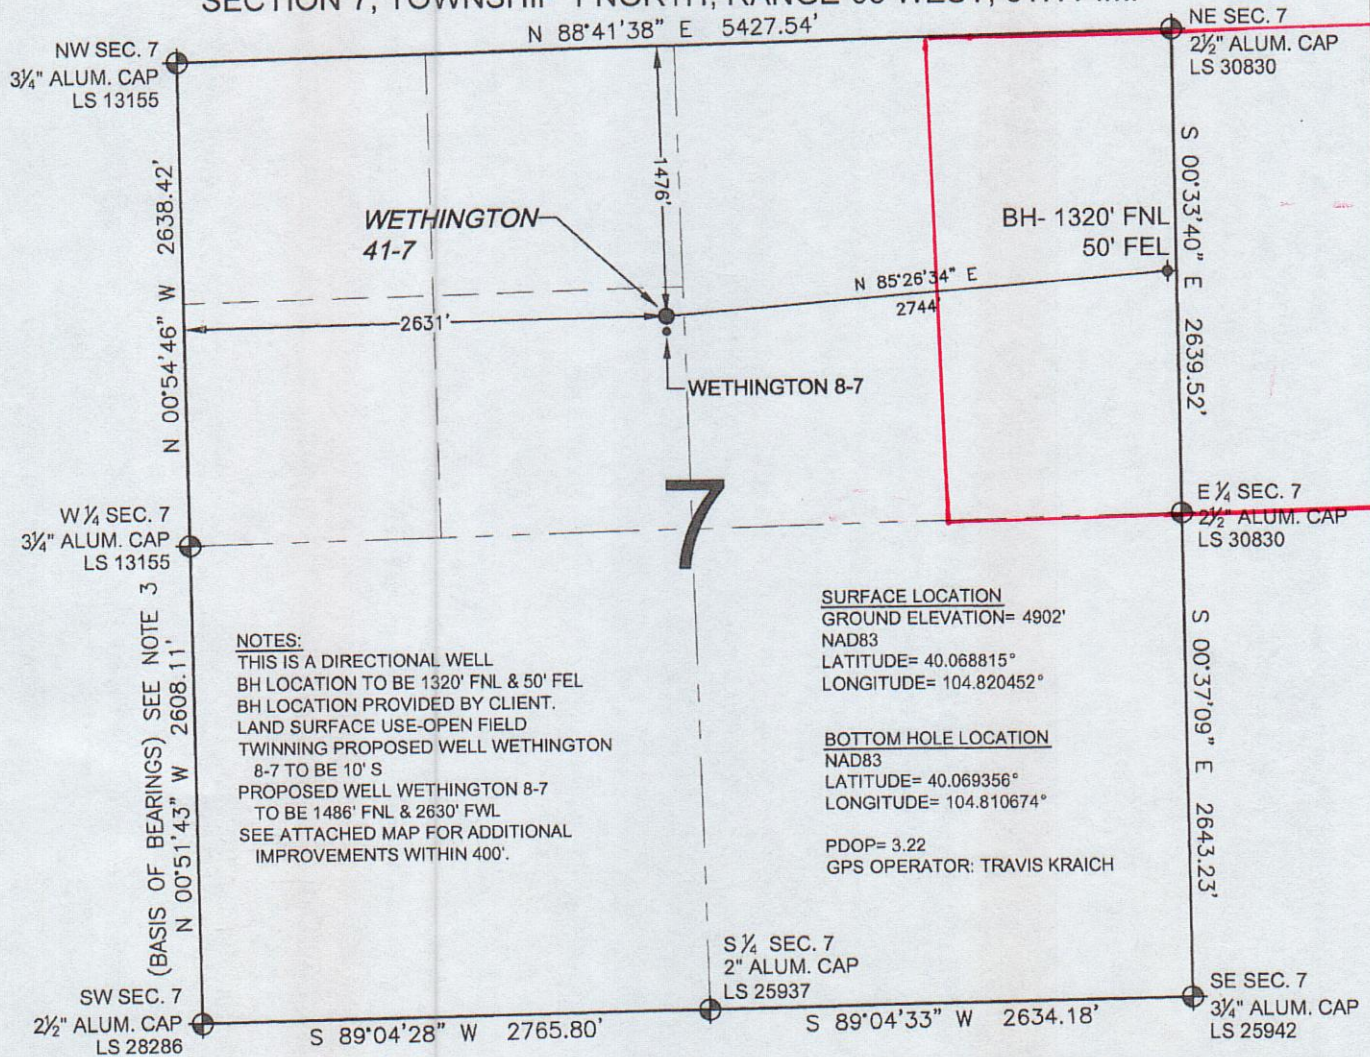 N 88°41'38" E 5427.54'
NW SEC. 7
3¼" ALUM. CAP
LS 13155
NE SEC. 7
2½" ALUM. CAP
LS 30830
N 00°54'46" W 2638.42'
1476'
WETHINGTON
41-7
2631'
WETHINGTON 8-7
N 85°26'34" E
2744'
BH- 1320' FNL
50' FEL
S 00°33'40" E 2639.52'
W ¼ SEC. 7
3¼" ALUM. CAP
LS 13155
7
E ¼ SEC. 7
2½" ALUM. CAP
LS 30830
(BASIS OF BEARINGS) SEE NOTE 3
N 00°51'43" W 2608.11'
NOTES:
THIS IS A DIRECTIONAL WELL
BH LOCATION TO BE 1320' FNL & 50' FEL
BH LOCATION PROVIDED BY CLIENT.
LAND SURFACE USE-OPEN FIELD
TWINNING PROPOSED WELL WETHINGTON
8-7 TO BE 10' S
PROPOSED WELL WETHINGTON 8-7
TO BE 1486' FNL & 2630' FWL
SEE ATTACHED MAP FOR ADDITIONAL
IMPROVEMENTS WITHIN 400'.
SURFACE LOCATION
GROUND ELEVATION= 4902'
NAD83
LATITUDE= 40.068815°
LONGITUDE= 104.820452°
BOTTOM HOLE LOCATION
NAD83
LATITUDE= 40.069356°
LONGITUDE= 104.810674°
PDOP= 3.22
GPS OPERATOR: TRAVIS KRAICH
S 00°37'09" E 2643.23'
SW SEC. 7
2½" ALUM. CAP
LS 28286
S 89°04'28" W 2765.80'
S ¼ SEC. 7
2" ALUM. CAP
LS 25937
S 89°04'33" W 2634.18'
SE SEC. 7
3¼" ALUM. CAP
LS 25942